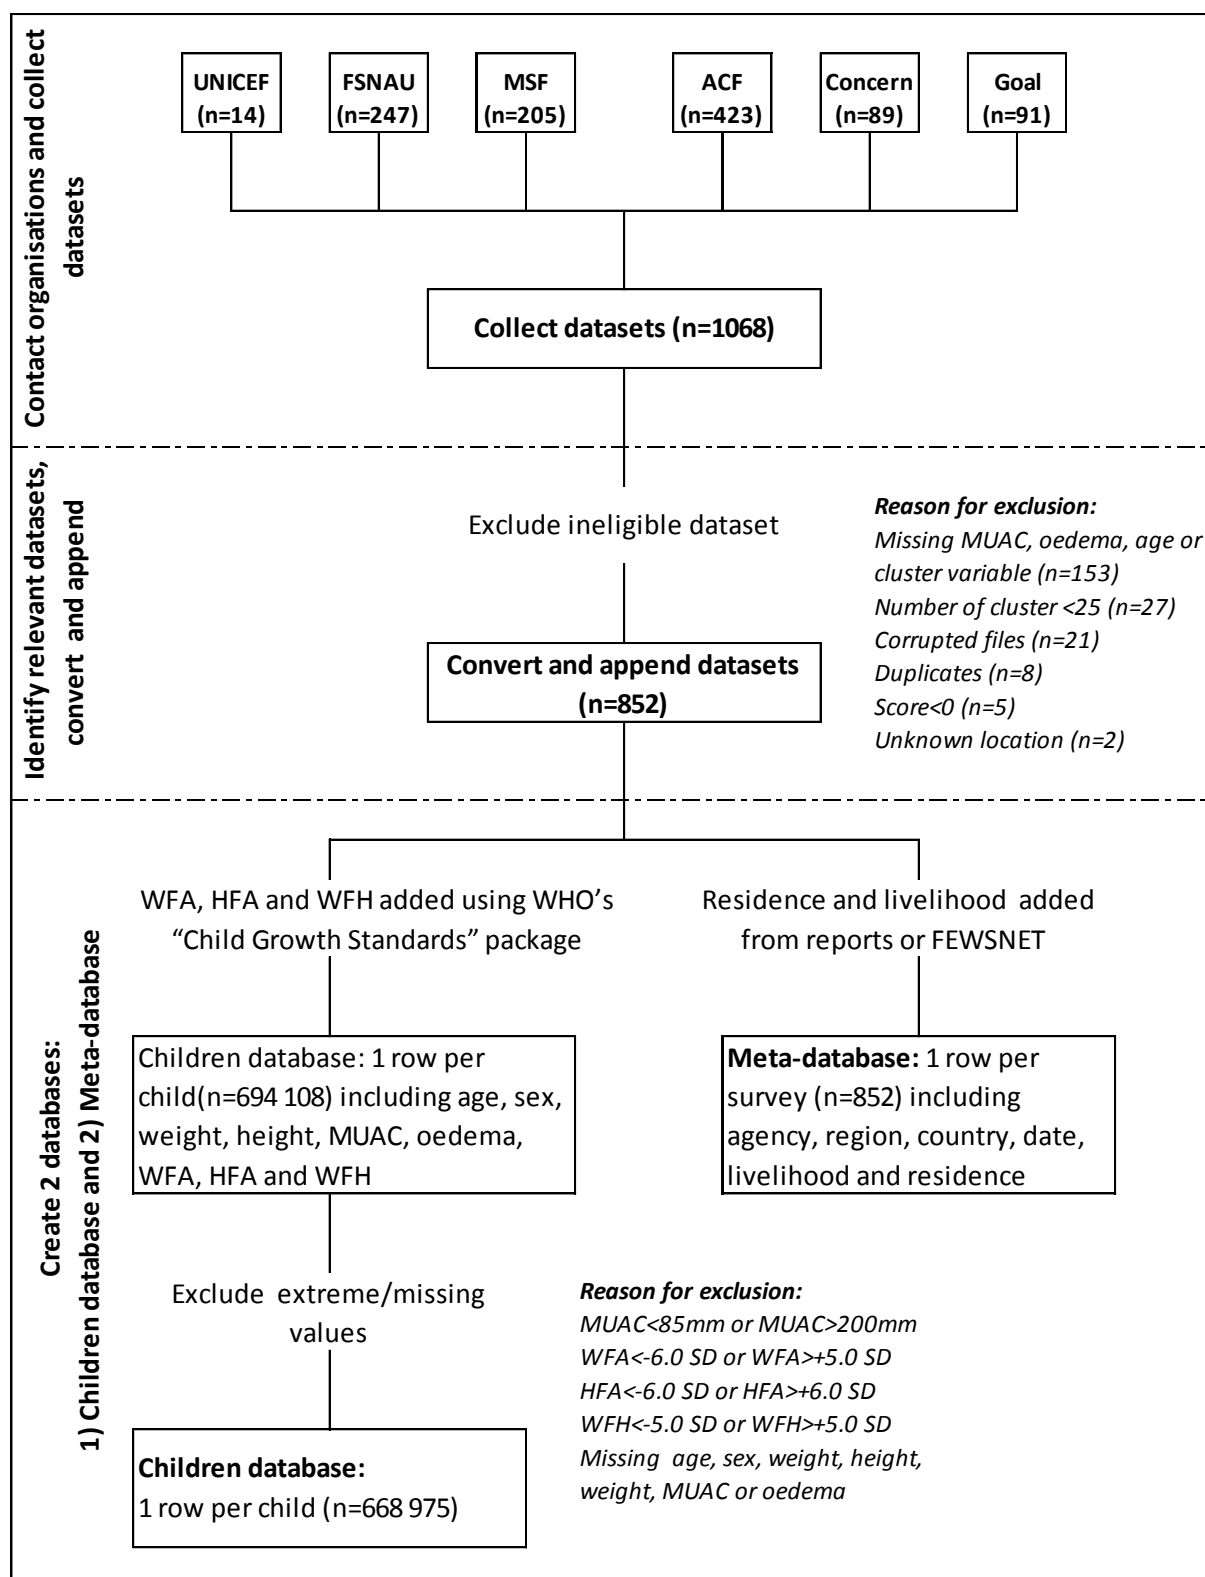 Contact organisations and collect
datasets
UNICEF
(n=14)
FSNAU
(n=247)
MSF
(n=205)
ACF
(n=423)
Concern
(n=89)
Goal
(n=91)
Collect datasets (n=1068)
Identify relevant datasets,
convert and append
Exclude ineligible dataset
Reason for exclusion:
Missing MUAC, oedema, age or
cluster variable (n=153)
Number of cluster <25 (n=27)
Corrupted files (n=21)
Duplicates (n=8)
Score<0 (n=5)
Unknown location (n=2)
Convert and append datasets
(n=852)
Create 2 databases:
1) Children database and 2) Meta-database
WFA, HFA and WFH added using WHO’s
“Child Growth Standards” package
Residence and livelihood added
from reports or FEWSNET
Children database: 1 row per
child(n=694 108) including age, sex,
weight, height, MUAC, oedema,
WFA, HFA and WFH
Meta-database: 1 row per
survey (n=852) including
agency, region, country, date,
livelihood and residence
Exclude extreme/missing
values
Reason for exclusion:
MUAC<85mm or MUAC>200mm
WFA<-6.0 SD or WFA>+5.0 SD
HFA<-6.0 SD or HFA>+6.0 SD
WFH<-5.0 SD or WFH>+5.0 SD
Missing age, sex, weight, height,
weight, MUAC or oedema
Children database:
1 row per child (n=668 975)